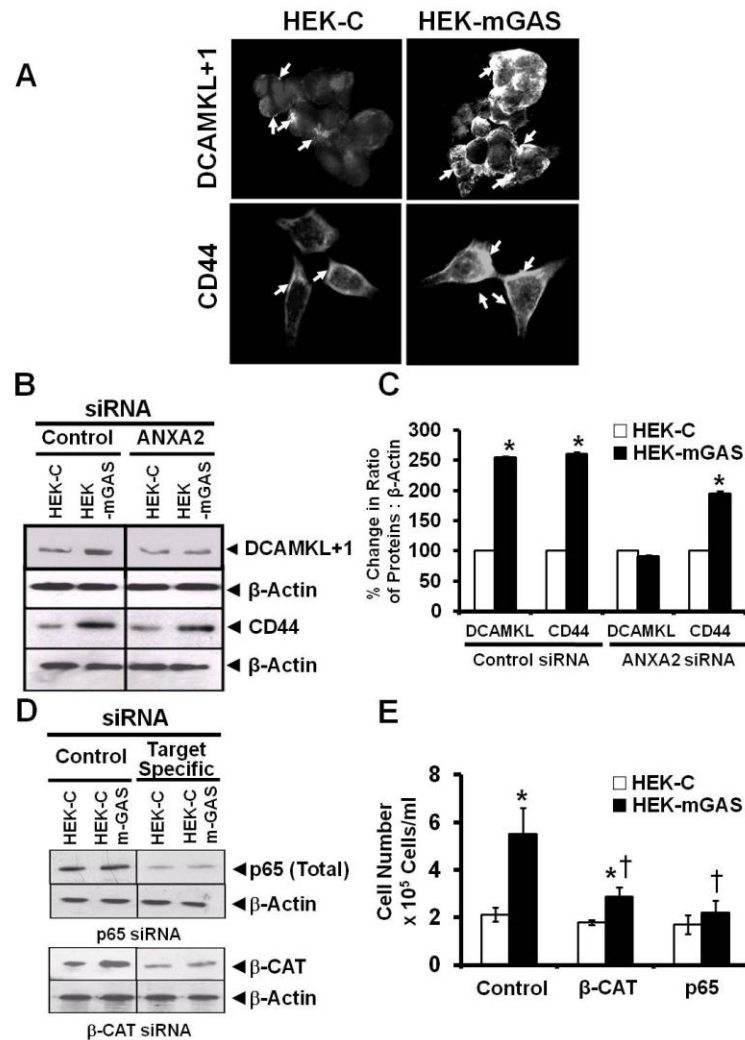 HEK-C HEK-mGAS
A
DCAMKL+1
CD44
B
siRNA
Control ANXA2
HEK-C
HEK -mGAS
HEK-C
HEK -mGAS
DCAMKL+1
β-Actin
CD44
β-Actin
C
HEK-C
HEK-mGAS
% Change in Ratio
of Proteins : β-Actin
300
250
200
150
100
50
0
* * *
DCAMKL CD44 DCAMKL CD44
Control siRNA ANXA2 siRNA
D
siRNA
Control Target Specific
HEK-C
HEK-C m-GAS
HEK-C
HEK-C m-GAS
p65 (Total)
β-Actin
p65 siRNA
β-CAT
β-Actin
β-CAT siRNA
E
HEK-C
HEK-mGAS
Cell Number
x 10⁵ Cells/ml
8
6
4
2
0
* *† †
Control β-CAT p65